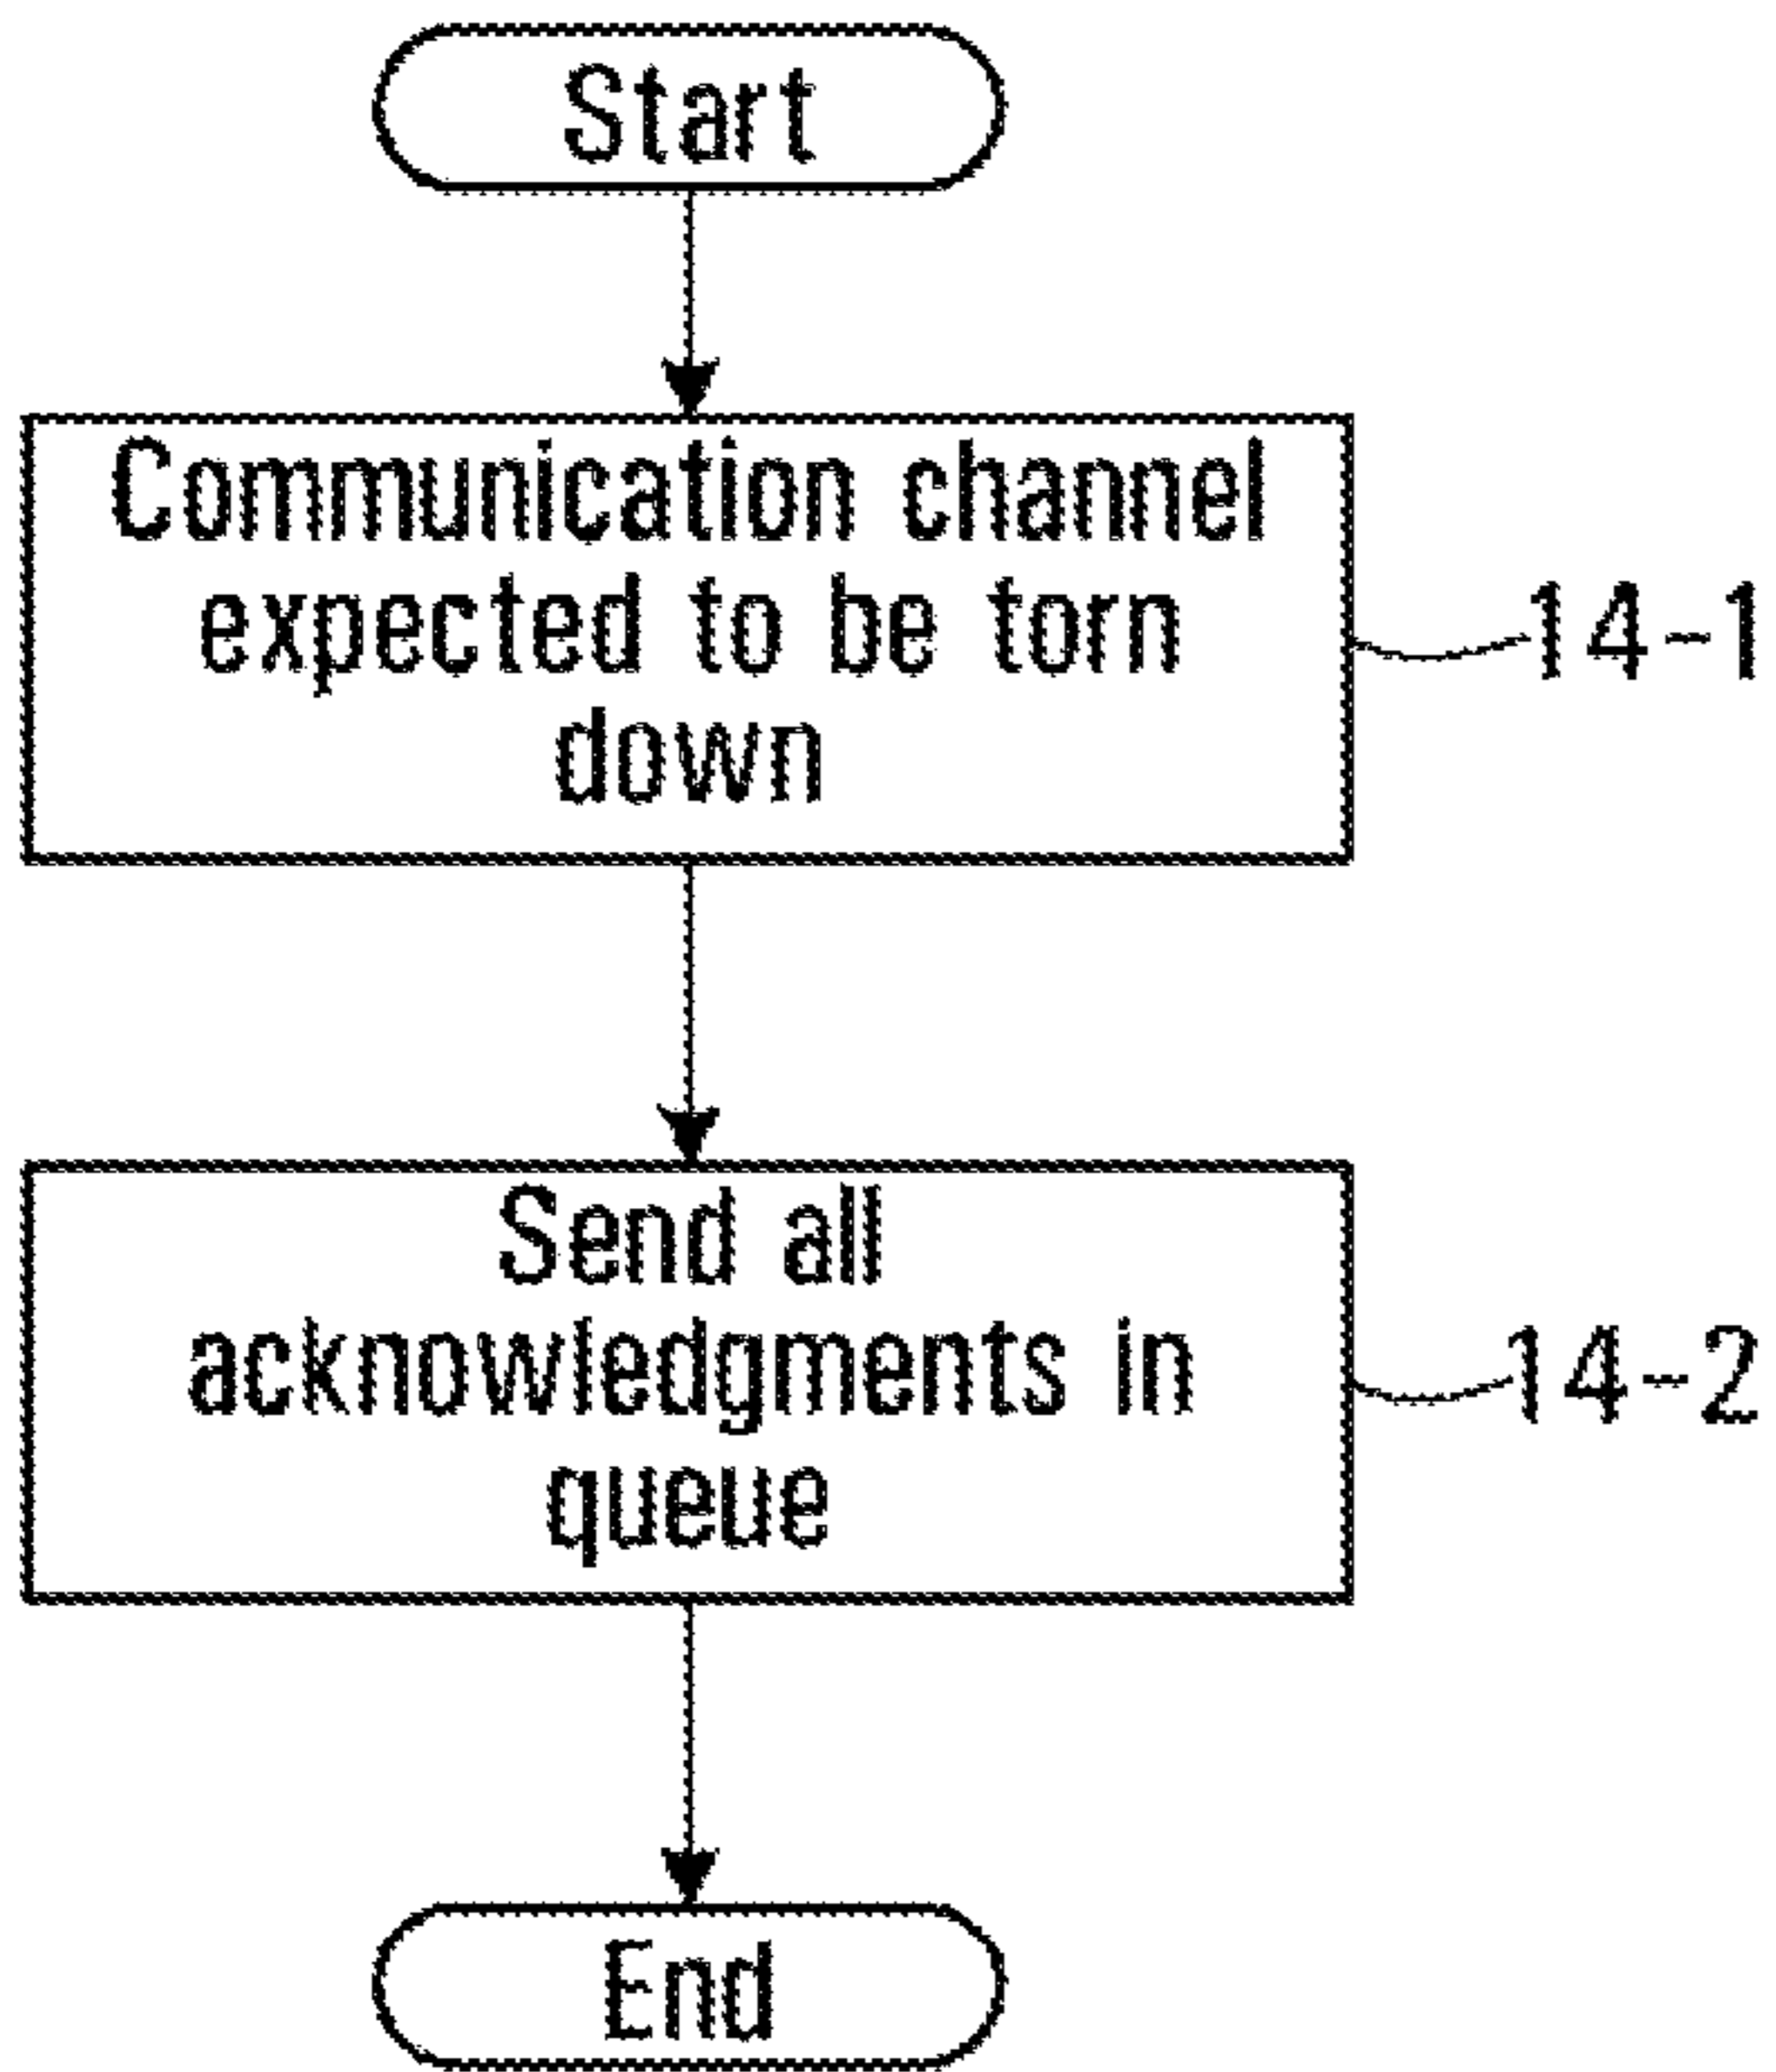 Start
Communication channel
expected to be torn
down
14-1
Send all
acknowledgments in
queue
14-2
End